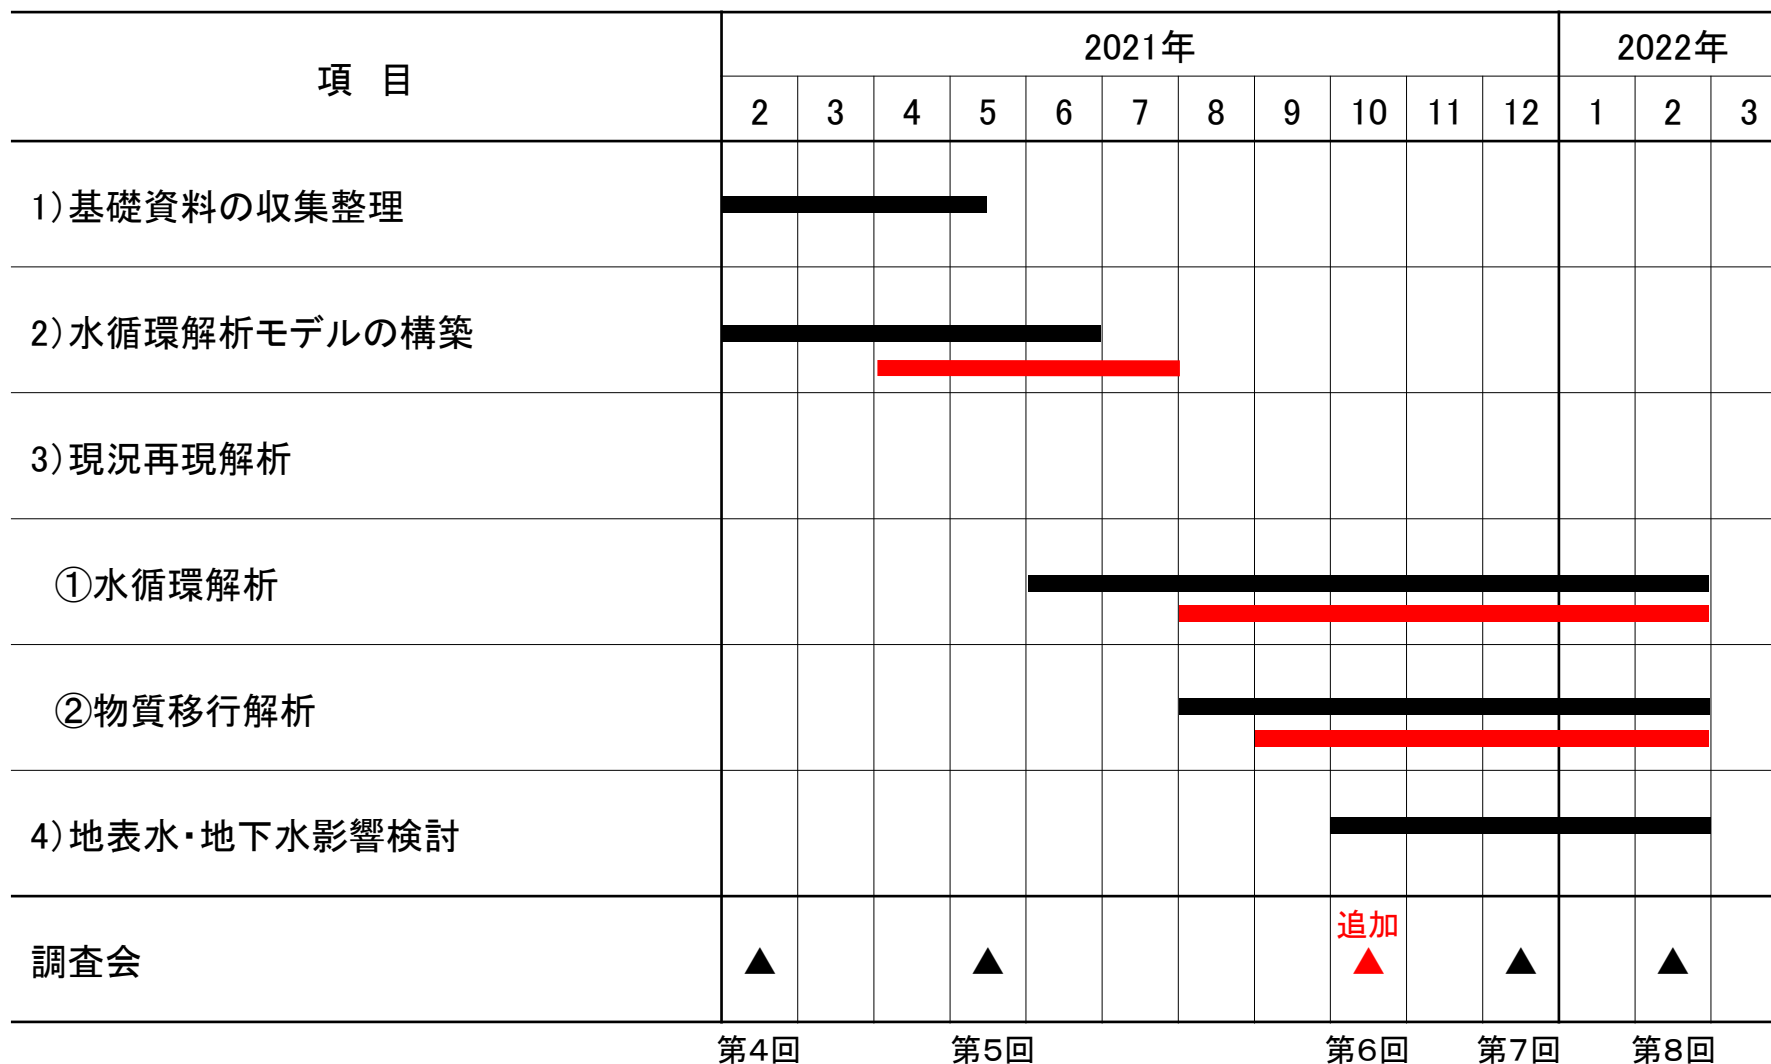 項 目
2021年
2022年
2 3 4 5 6 7 8 9 10 11 12 1 2 3
1)基礎資料の収集整理
2)水循環解析モデルの構築
3)現況再現解析
①水循環解析
②物質移行解析
4)地表水・地下水影響検討
追加
調査会 ▲ ▲ ▲ ▲ ▲
第4回 第5回 第6回 第7回 第8回